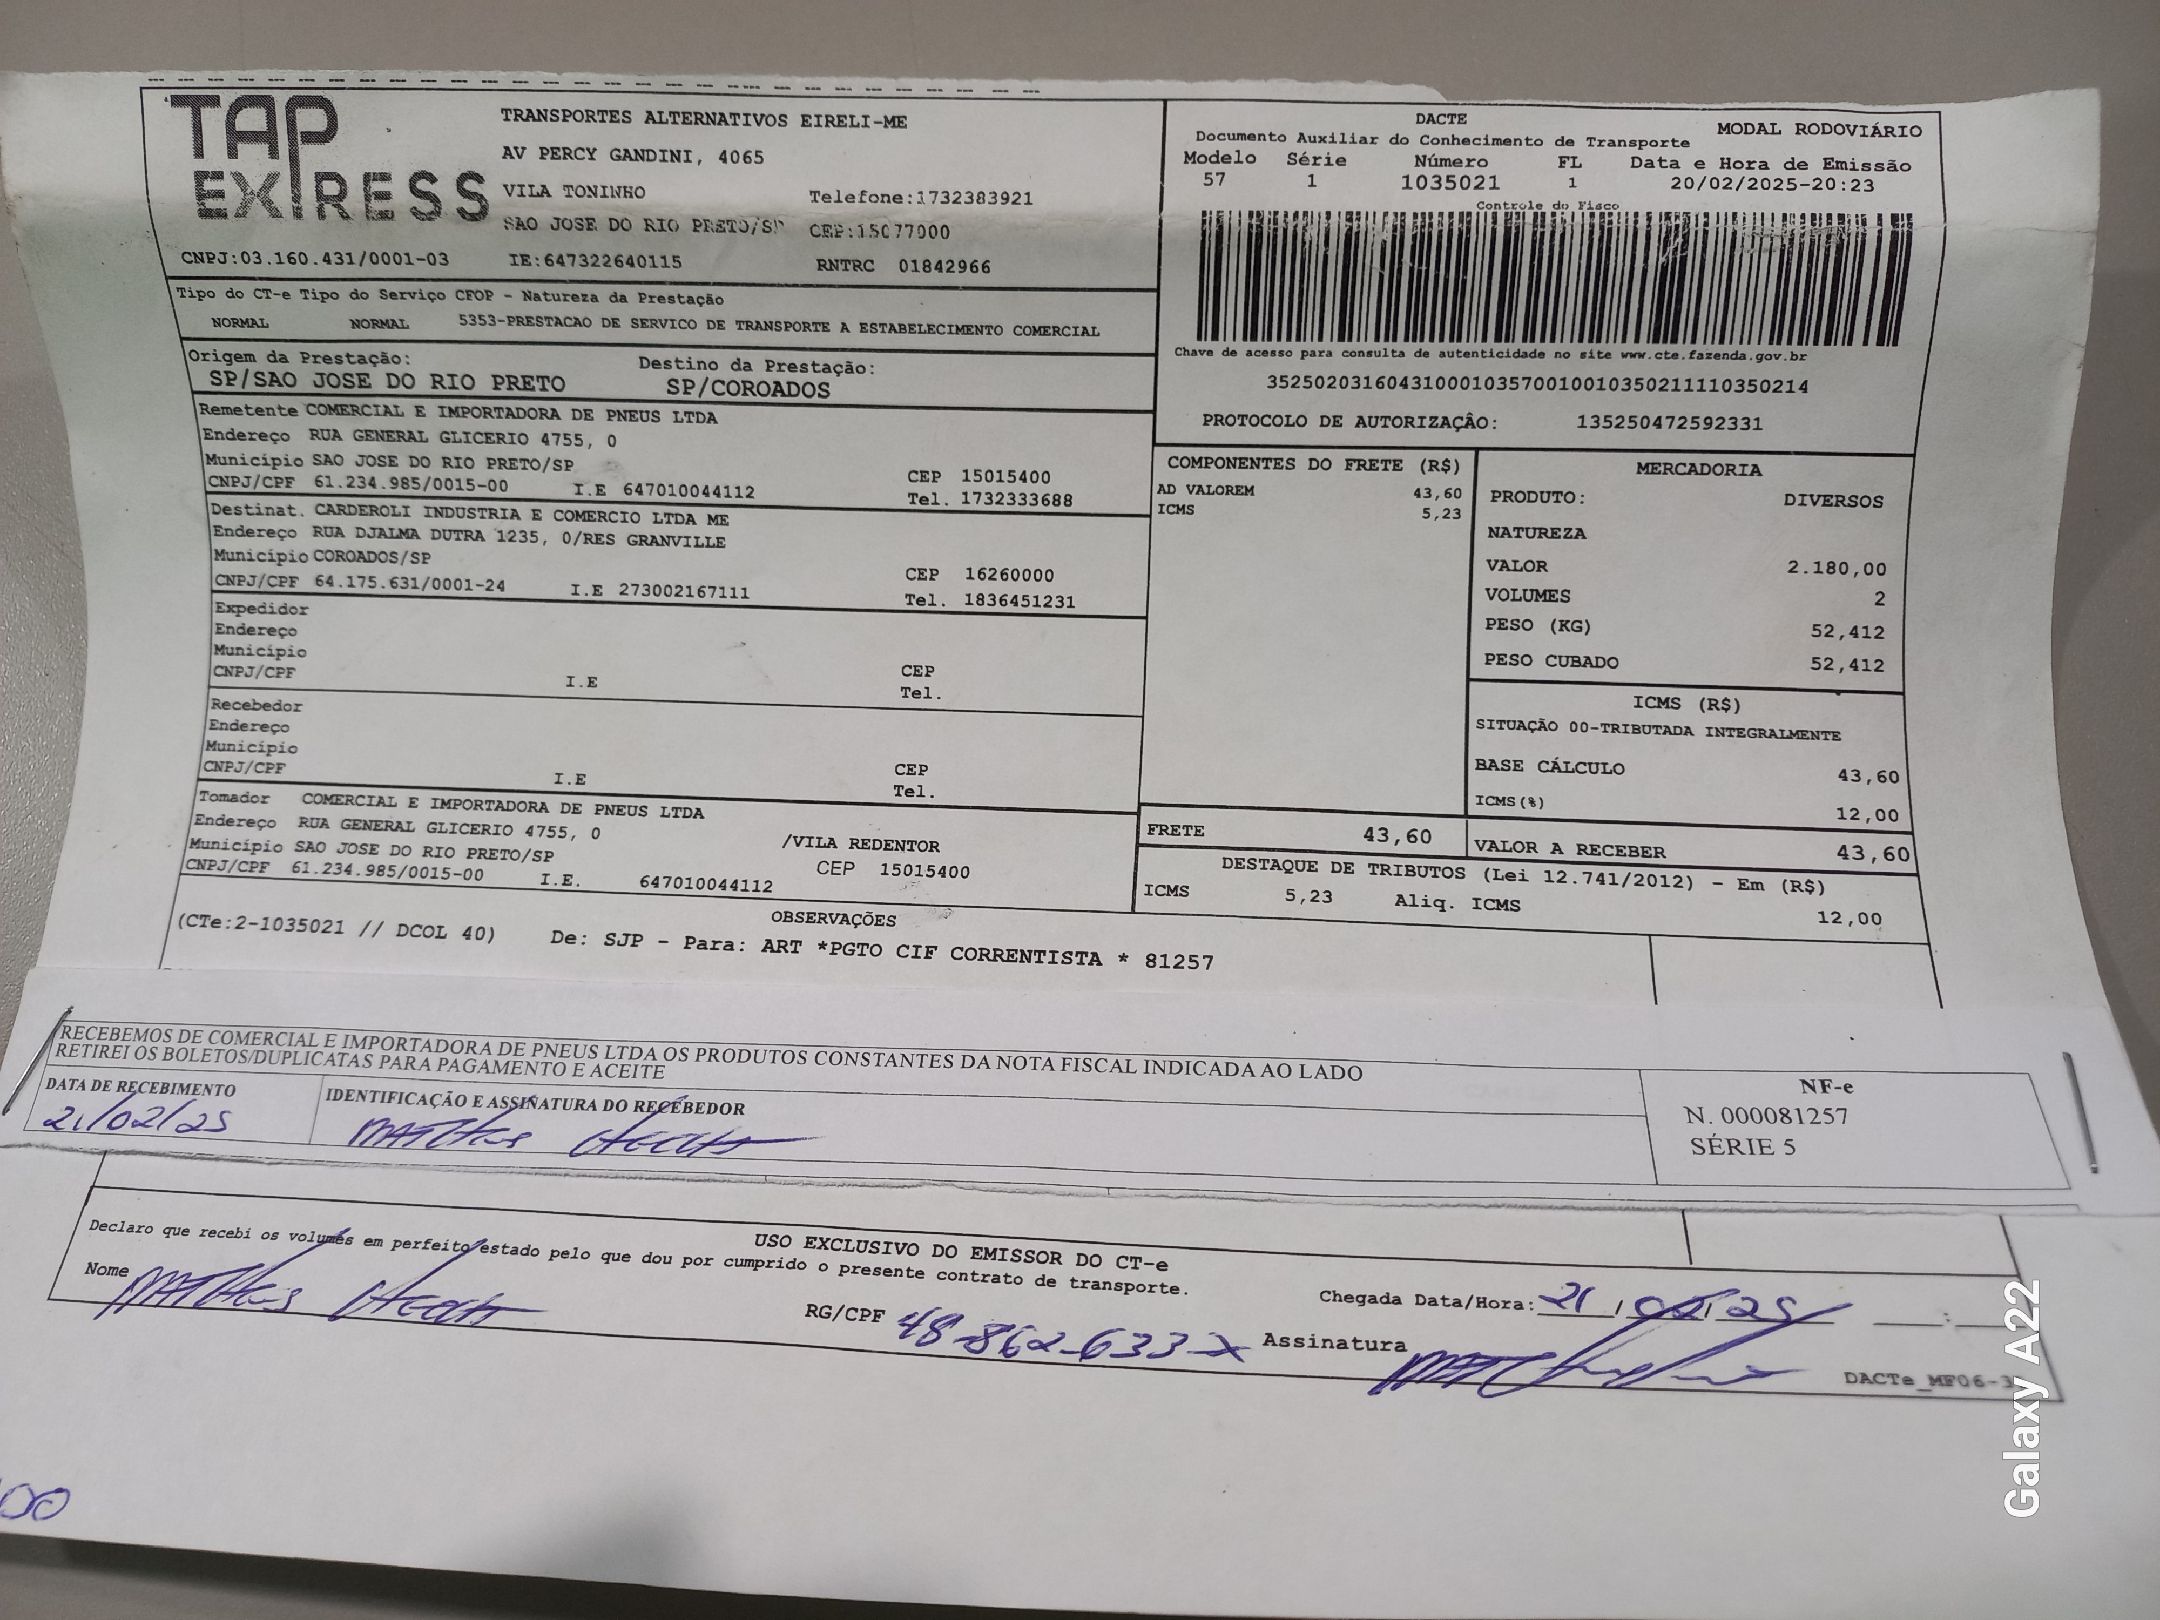 TAP EXPRESS
TRANSPORTES ALTERNATIVOS EIRELI-ME
AV PERCY GANDINI, 4065
VILA TONINHO Telefone:1732383921
SAO JOSE DO RIO PRETO/SP CEP:15077000
CNPJ:03.160.431/0001-03 IE:647322640115 RNTRC 01842966
DACTE
Documento Auxiliar do Conhecimento de Transporte MODAL RODOVIÁRIO
Modelo Série Número FL Data e Hora de Emissão
57 1 1035021 1 20/02/2025-20:23
Controle do Fisco
Chave de acesso para consulta de autenticidade no site www.cte.fazenda.gov.br
35250203160431000103570010010350211110350214
PROTOCOLO DE AUTORIZAÇÂO: 135250472592331
Tipo do CT-e Tipo do Serviço CFOP - Natureza da Prestação
NORMAL NORMAL 5353-PRESTACAO DE SERVICO DE TRANSPORTE A ESTABELECIMENTO COMERCIAL
Origem da Prestação: Destino da Prestação:
SP/SAO JOSE DO RIO PRETO SP/COROADOS
Remetente COMERCIAL E IMPORTADORA DE PNEUS LTDA
Endereço RUA GENERAL GLICERIO 4755, 0
Município SAO JOSE DO RIO PRETO/SP CEP 15015400
CNPJ/CPF 61.234.985/0015-00 I.E 647010044112 Tel. 1732333688
Destinat. CARDEROLI INDUSTRIA E COMERCIO LTDA ME
Endereço RUA DJALMA DUTRA 1235, 0/RES GRANVILLE
Município COROADOS/SP CEP 16260000
CNPJ/CPF 64.175.631/0001-24 I.E 273002167111 Tel. 1836451231
Expedidor
Endereço
Município CEP
CNPJ/CPF I.E Tel.
Recebedor
Endereço
Município CEP
CNPJ/CPF I.E Tel.
Tomador COMERCIAL E IMPORTADORA DE PNEUS LTDA
Endereço RUA GENERAL GLICERIO 4755, 0 /VILA REDENTOR
Município SAO JOSE DO RIO PRETO/SP CEP 15015400
CNPJ/CPF 61.234.985/0015-00 I.E. 647010044112
COMPONENTES DO FRETE (R$)
AD VALOREM 43,60
ICMS 5,23
MERCADORIA
PRODUTO: DIVERSOS
NATUREZA
VALOR 2.180,00
VOLUMES 2
PESO (KG) 52,412
PESO CUBADO 52,412
ICMS (R$)
SITUAÇÃO 00-TRIBUTADA INTEGRALMENTE
BASE CÁLCULO 43,60
ICMS(%) 12,00
FRETE 43,60 VALOR A RECEBER 43,60
DESTAQUE DE TRIBUTOS (Lei 12.741/2012) - Em (R$)
ICMS 5,23 Aliq. ICMS 12,00
OBSERVAÇÕES
(CTe:2-1035021 // DCOL 40) De: SJP - Para: ART *PGTO CIF CORRENTISTA * 81257
RECEBEMOS DE COMERCIAL E IMPORTADORA DE PNEUS LTDA OS PRODUTOS CONSTANTES DA NOTA FISCAL INDICADA AO LADO
RETIREI OS BOLETOS/DUPLICATAS PARA PAGAMENTO E ACEITE
DATA DE RECEBIMENTO IDENTIFICAÇÃO E ASSINATURA DO RECEBEDOR
21/02/25 Matheus
NF-e
N. 000081257
SÉRIE 5
USO EXCLUSIVO DO EMISSOR DO CT-e
Declaro que recebi os volumes em perfeito estado pelo que dou por cumprido o presente contrato de transporte.
Nome Matheus RG/CPF 48-862-633-X Assinatura Chegada Data/Hora: 21/02/25 :
DACTe_MF06-3
Galaxy A22